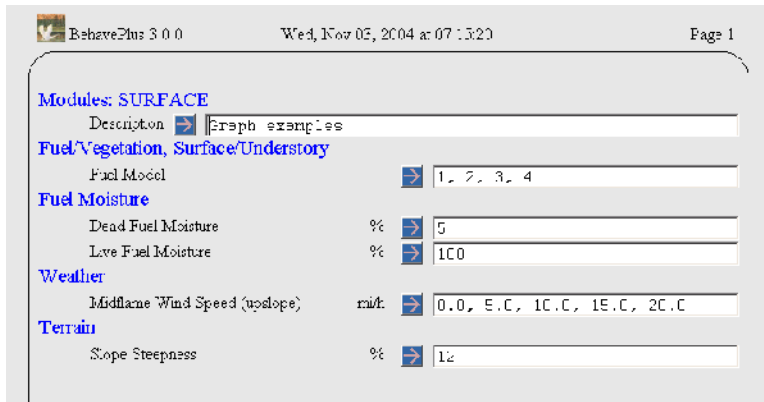 BehavePlus 3.0.0 Wed, Nov 03, 2004 at 07:15:20 Page 1
Modules: SURFACE
Description Graph examples
Fuel/Vegetation, Surface/Understory
Fuel Model 1, 2, 3, 4
Fuel Moisture
Dead Fuel Moisture % 5
Live Fuel Moisture % 100
Weather
Midflame Wind Speed (upslope) mi/h 0.0, 5.0, 10.0, 15.0, 20.0
Terrain
Slope Steepness % 12